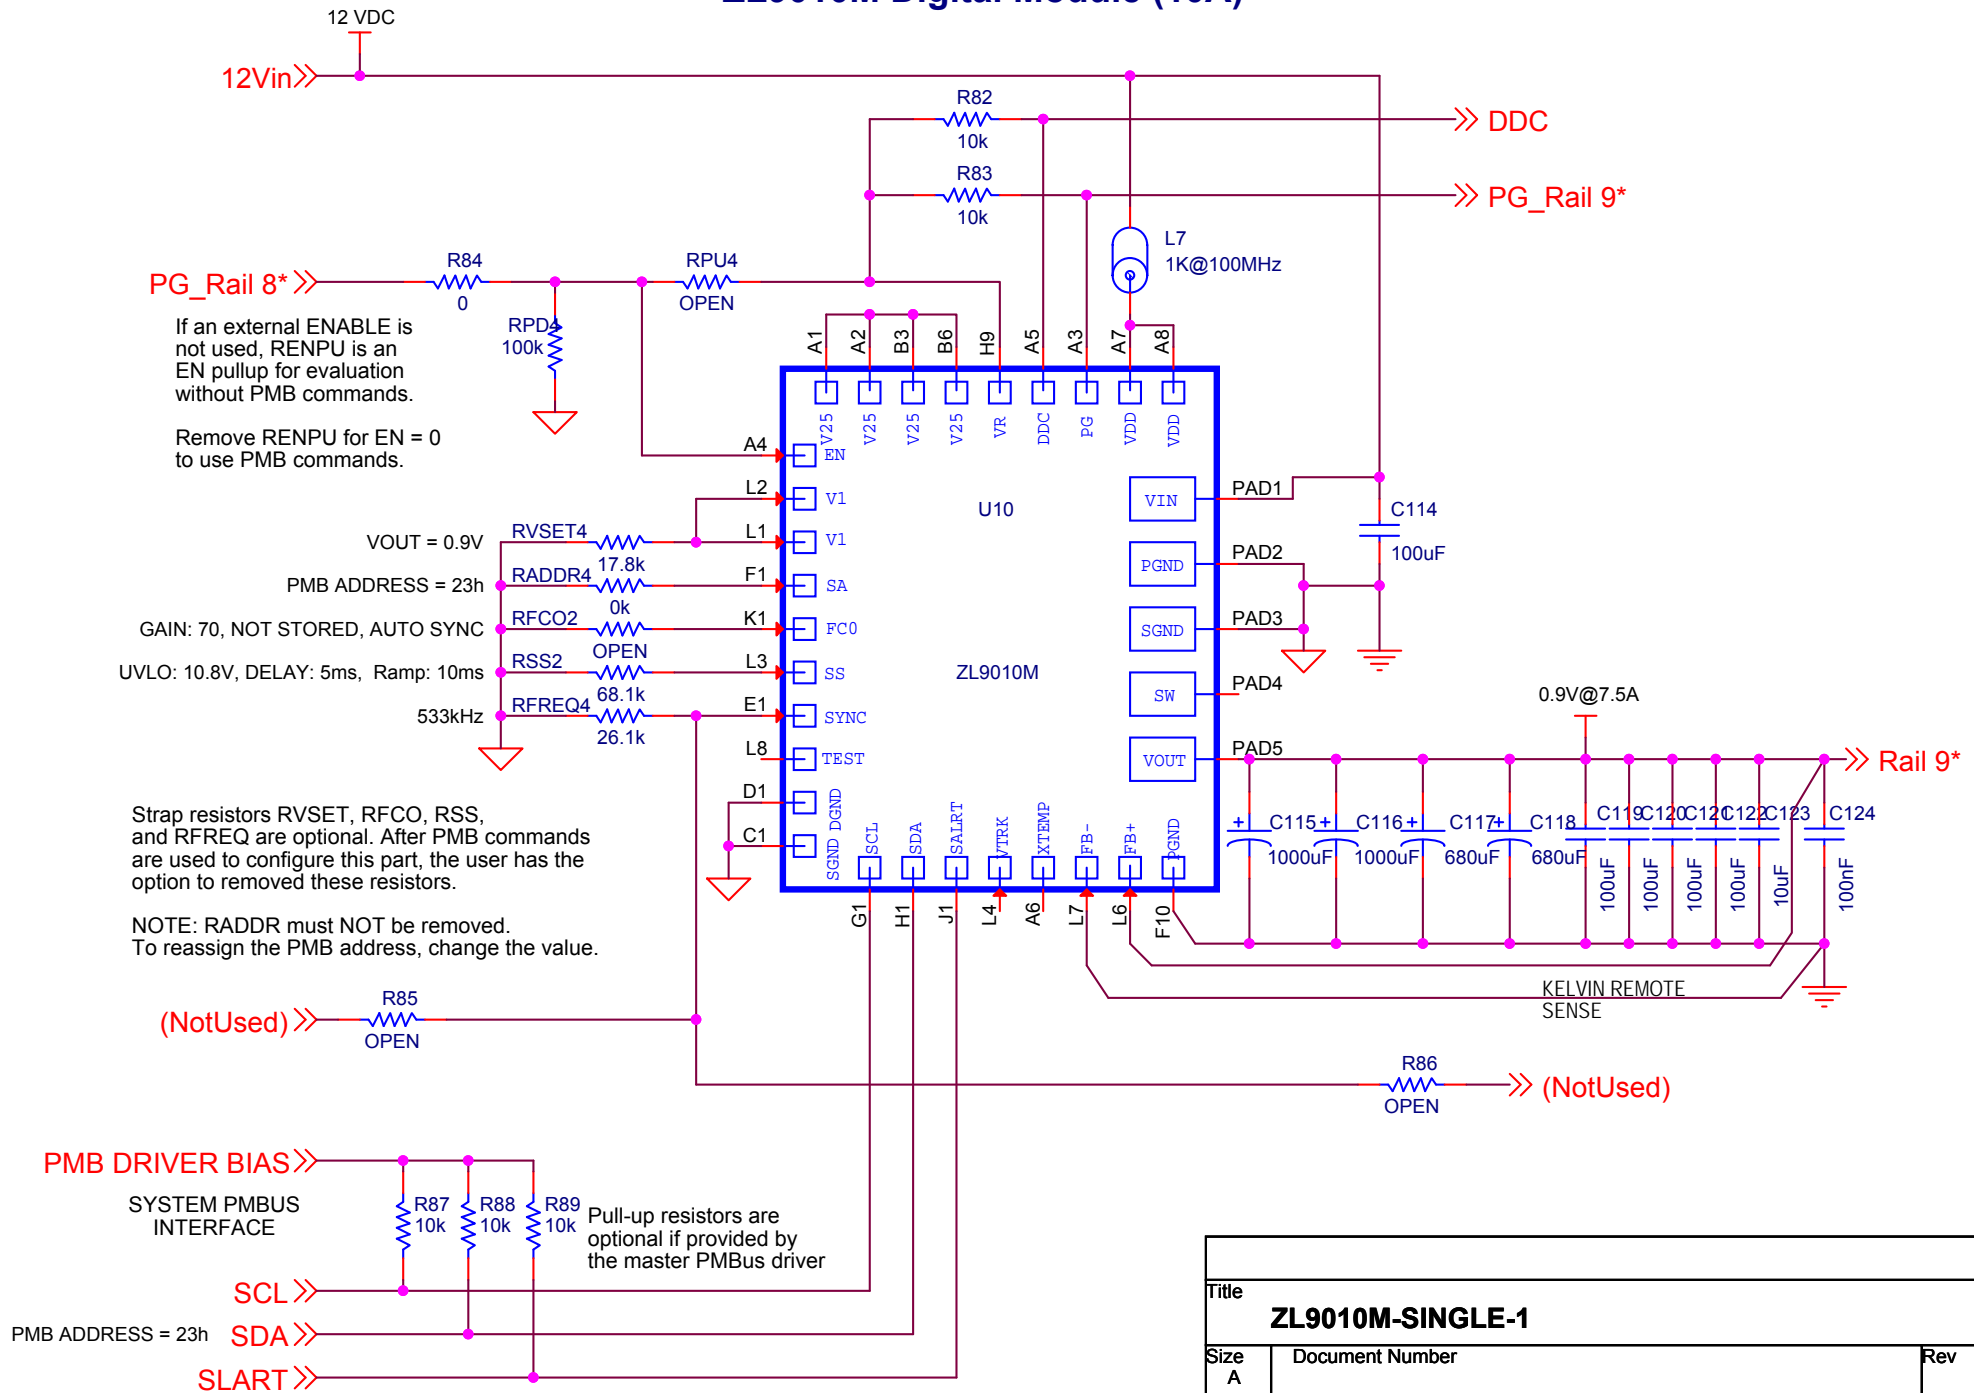 12 VDC
12Vin
R82
10k
DDC
R83
10k
PG_Rail 9*
L7
1K@100MHz
PG_Rail 8*
R84
0
RPU4
OPEN
RPD4
100k
If an external ENABLE is
not used, RENPU is an
EN pullup for evaluation
without PMB commands.
Remove RENPU for EN = 0
to use PMB commands.
A1
A2
B3
B6
H9
A5
A3
A7
A8
V25
V25
V25
V25
VR
DDC
PG
VDD
VDD
A4
EN
L2
V1
L1
V1
F1
SA
K1
FC0
L3
SS
E1
SYNC
L8
TEST
D1
DGND
C1
SGND
U10
ZL9010M
VIN
PAD1
PGND
PAD2
SGND
PAD3
SW
PAD4
VOUT
PAD5
C114
100uF
VOUT = 0.9V
RVSET4
17.8k
PMB ADDRESS = 23h
RADDR4
0k
GAIN: 70, NOT STORED, AUTO SYNC
RFCO2
OPEN
UVLO: 10.8V, DELAY: 5ms, Ramp: 10ms
RSS2
68.1k
533kHz
RFREQ4
26.1k
0.9V@7.5A
Rail 9*
SCL
SDA
SALRT
VTRK
XTEMP
FB-
FB+
PGND
G1
H1
J1
L4
A6
L7
L6
F10
+
C115
1000uF
+
C116
1000uF
+
C117
680uF
+
C118
680uF
C119
100uF
C120
100uF
C121
100uF
C122
100uF
C123
10uF
C124
100nF
KELVIN REMOTE
SENSE
Strap resistors RVSET, RFCO, RSS,
and RFREQ are optional. After PMB commands
are used to configure this part, the user has the
option to removed these resistors.
NOTE: RADDR must NOT be removed.
To reassign the PMB address, change the value.
(NotUsed)
R85
OPEN
R86
OPEN
(NotUsed)
PMB DRIVER BIAS
SYSTEM PMBUS
INTERFACE
R87
10k
R88
10k
R89
10k
Pull-up resistors are
optional if provided by
the master PMBus driver
SCL
PMB ADDRESS = 23h
SDA
SLART
Title
ZL9010M-SINGLE-1
Size
A
Document Number
Rev